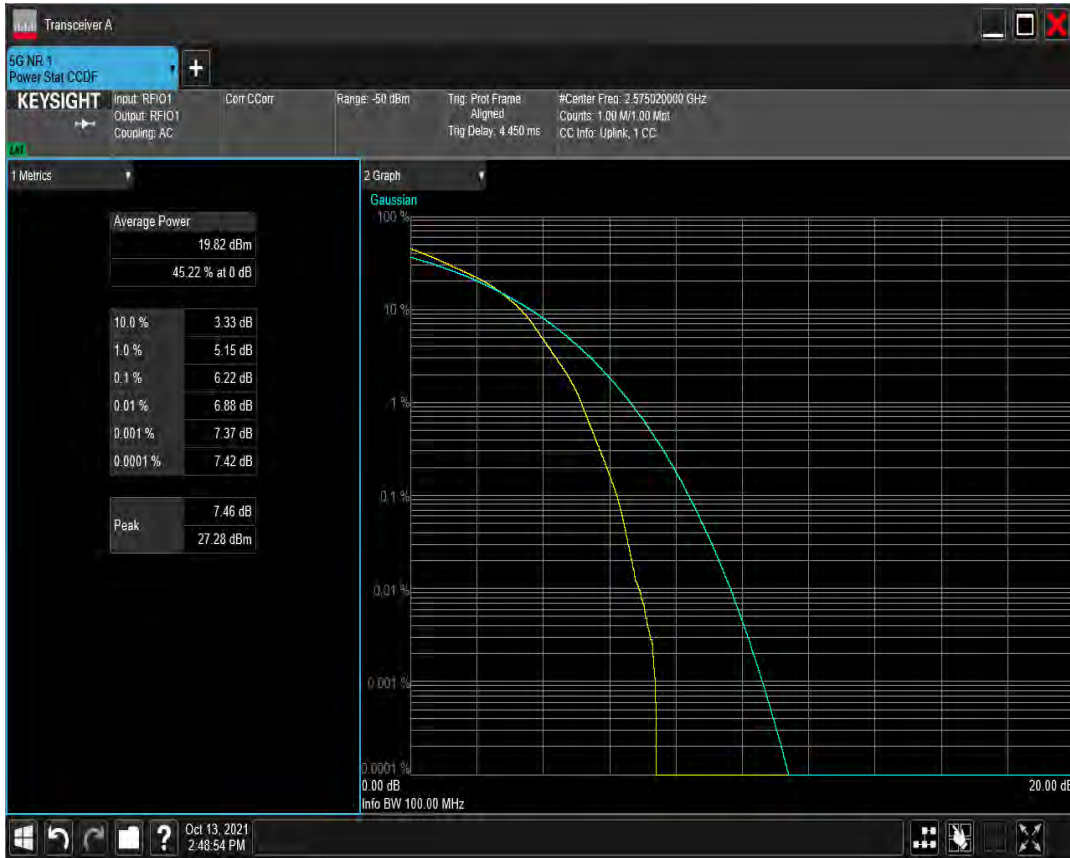 Transceiver A
5G NR 1
Power Stat CCDF
+
KEYSIGHT
Input: RFIO1
Output: RFIO1
Coupling: AC
Corr CCorr
Range: -50 dBm
Trig: Prot Frame
Aligned
Trig Delay: 4.450 ms
#Center Freq: 2.575020000 GHz
Counts: 1.00 M/1.00 Mpt
CC Info: Uplink, 1 CC
1 Metrics
Average Power
19.82 dBm
45.22 % at 0 dB
10.0 % 3.33 dB
1.0 % 5.15 dB
0.1 % 6.22 dB
0.01 % 6.88 dB
0.001 % 7.37 dB
0.0001 % 7.42 dB
Peak
7.46 dB
27.28 dBm
2 Graph
Gaussian
100 %
10 %
1 %
0.1 %
0.01 %
0.001 %
0.0001 %
0.00 dB
20.00 dB
Info BW 100.00 MHz
?
Oct 13, 2021
2:48:54 PM